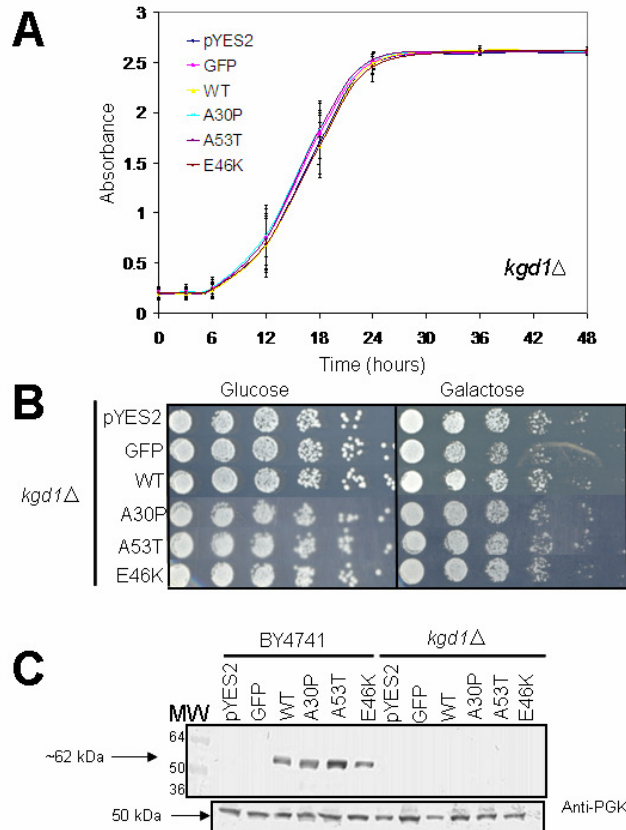 A
pYES2
GFP
WT
A30P
A53T
E46K
3
2.5
2
1.5
1
0.5
0
Absorbance
kgd1△
0 6 12 18 24 30 36 42 48
Time (hours)
B
Glucose Galactose
kgd1△
pYES2
GFP
WT
A30P
A53T
E46K
C
BY4741 kgd1△
MW pYES2 GFP WT A30P A53T E46K pYES2 GFP WT A30P A53T E46K
64
~62 kDa
50
36
50 kDa
Anti-PGK